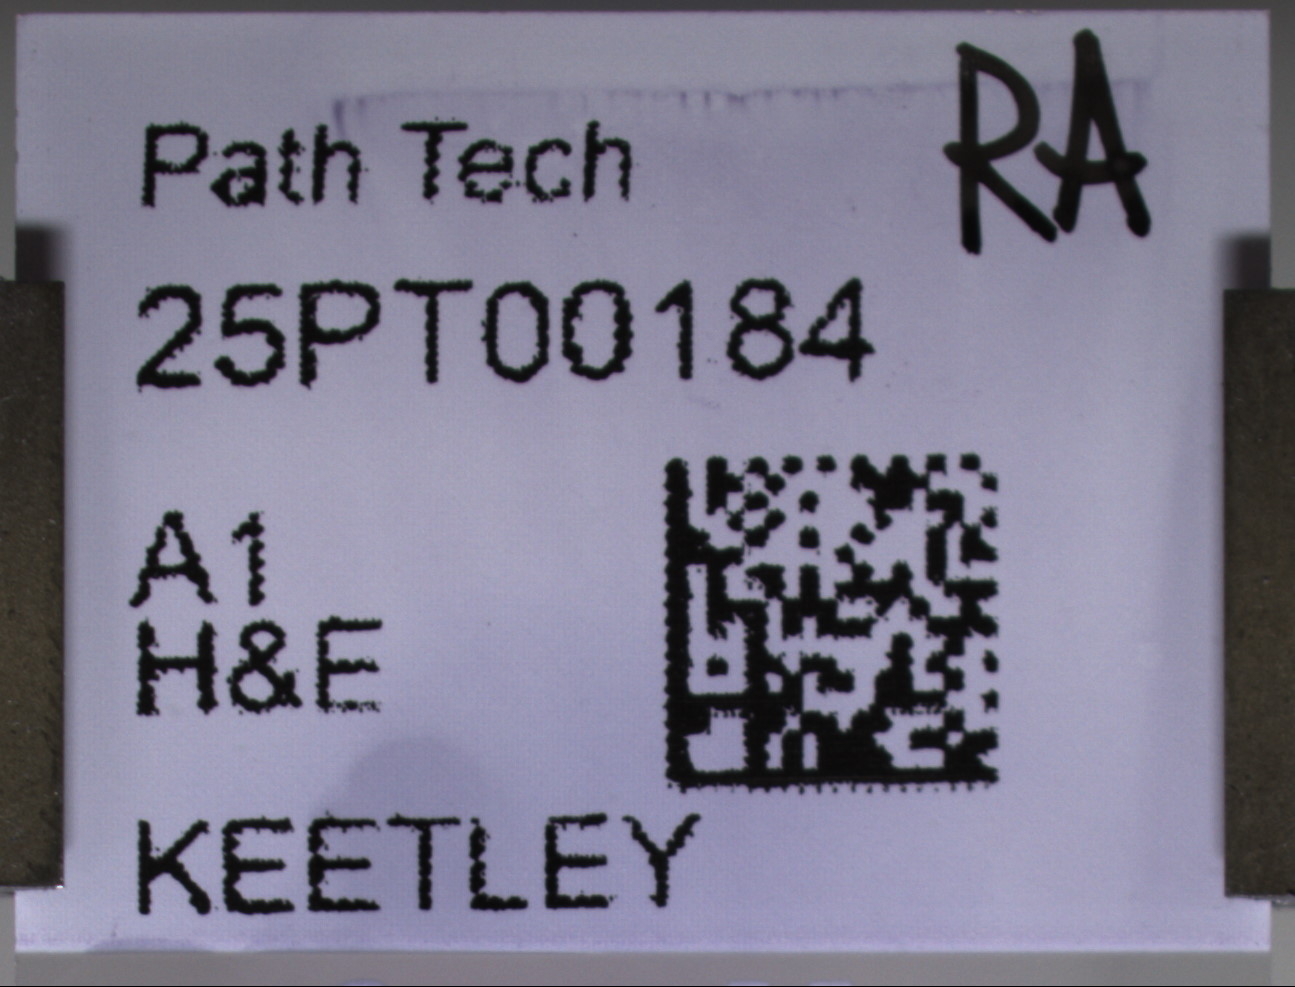 RA
Path Tech
25PT00184
A1
H&E
KEETLEY